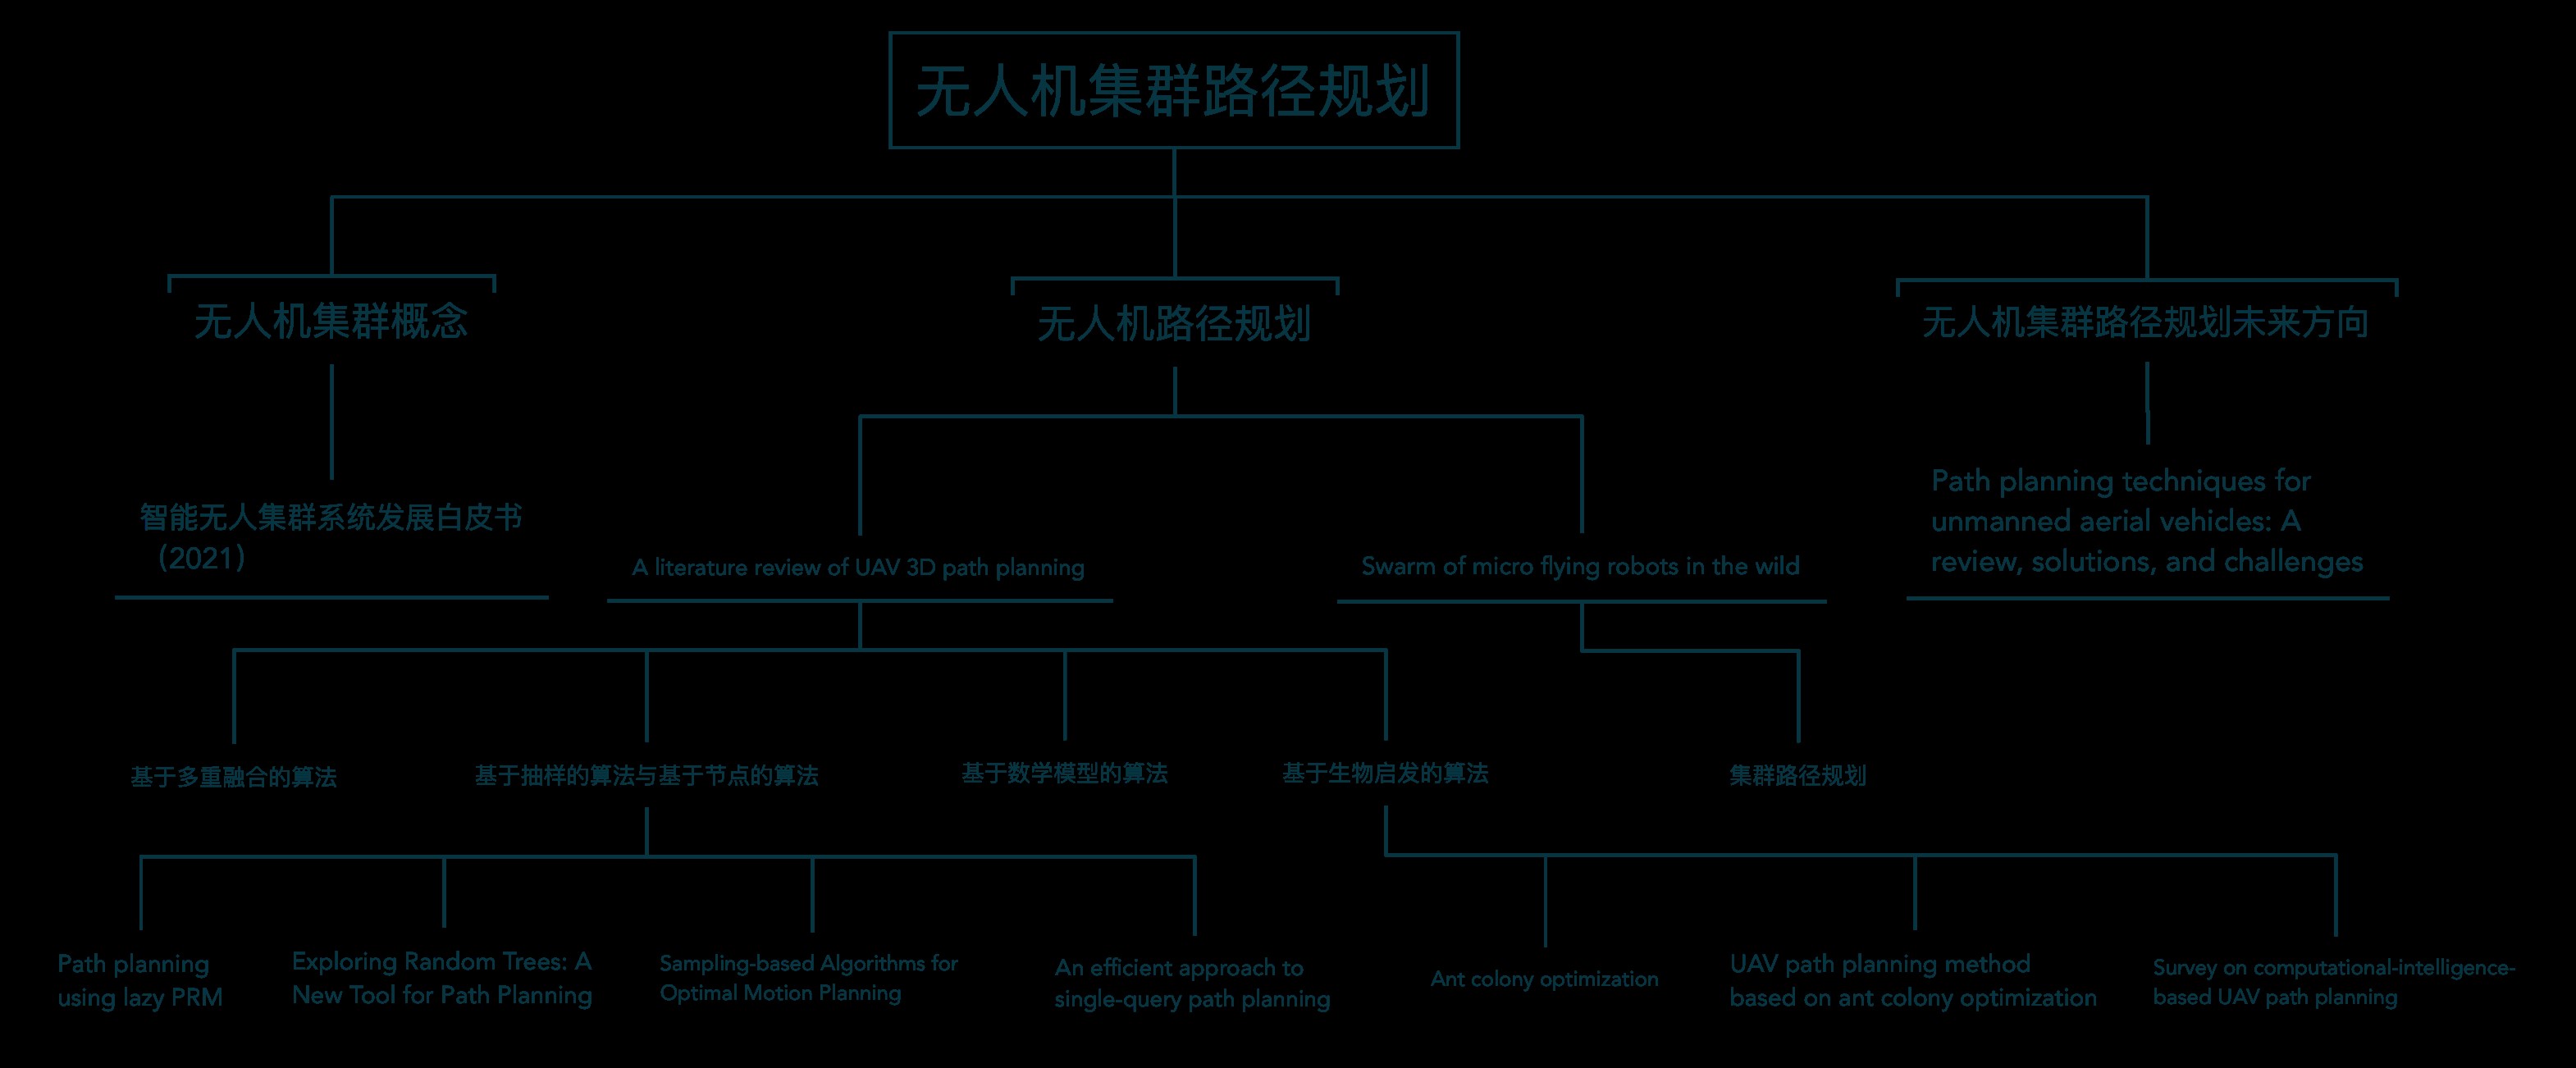 无人机集群路径规划
无人机集群概念
无人机路径规划
无人机集群路径规划未来方向
智能无人集群系统发展白皮书
（2021）
A literature review of UAV 3D path planning
Swarm of micro flying robots in the wild
Path planning techniques for
unmanned aerial vehicles: A
review, solutions, and challenges
基于多重融合的算法
基于抽样的算法与基于节点的算法
基于数学模型的算法
基于生物启发的算法
集群路径规划
Path planning
using lazy PRM
Exploring Random Trees: A
New Tool for Path Planning
Sampling-based Algorithms for
Optimal Motion Planning
An efficient approach to
single-query path planning
Ant colony optimization
UAV path planning method
based on ant colony optimization
Survey on computational-intelligence-
based UAV path planning